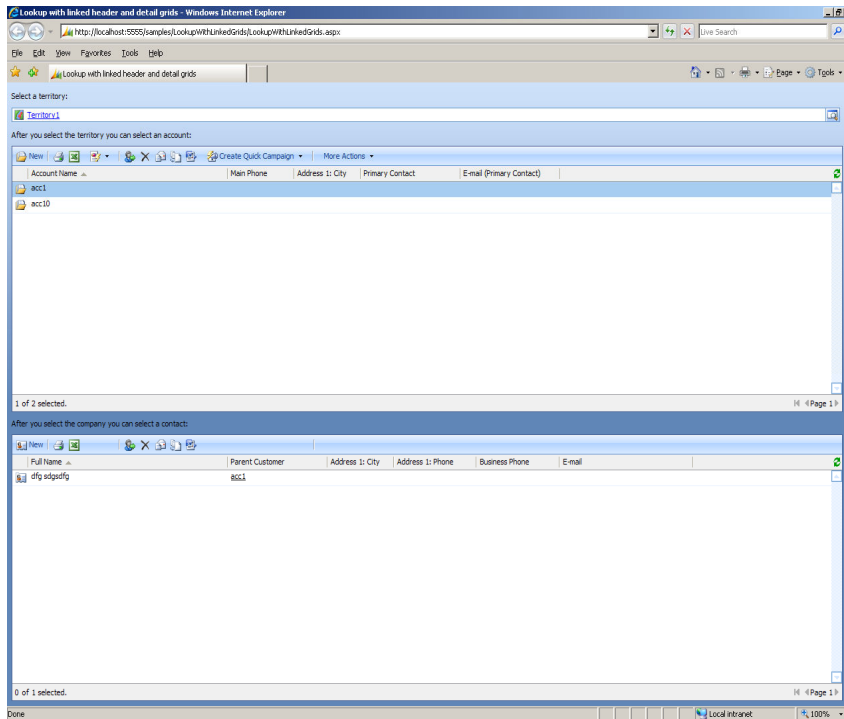 Lookup with linked header and detail grids - Windows Internet Explorer
http://localhost:5555/samples/LookupWithLinkedGrids/LookupWithLinkedGrids.aspx Live Search
File Edit View Favorites Tools Help
Lookup with linked header and detail grids Page Tools
Select a territory:
Territory1
After you select the territory you can select an account:
New Create Quick Campaign More Actions
Account Name Main Phone Address 1: City Primary Contact E-mail (Primary Contact)
acc1
acc10
1 of 2 selected. Page 1
After you select the company you can select a contact:
New
Full Name Parent Customer Address 1: City Address 1: Phone Business Phone E-mail
dfg sdgsdfg acc1
0 of 1 selected. Page 1
Done Local intranet 100%